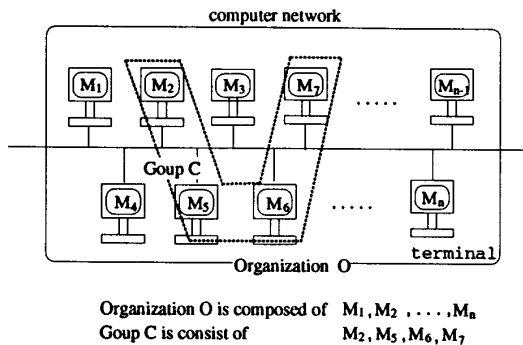 computer network
M1 M2 M3 M7 ..... Mn-1
Goup C
M4 M5 M6 ..... Mn
terminal
Organization O
Organization O is composed of M1, M2 , . . . , Mn
Goup C is consist of M2, M5, M6, M7